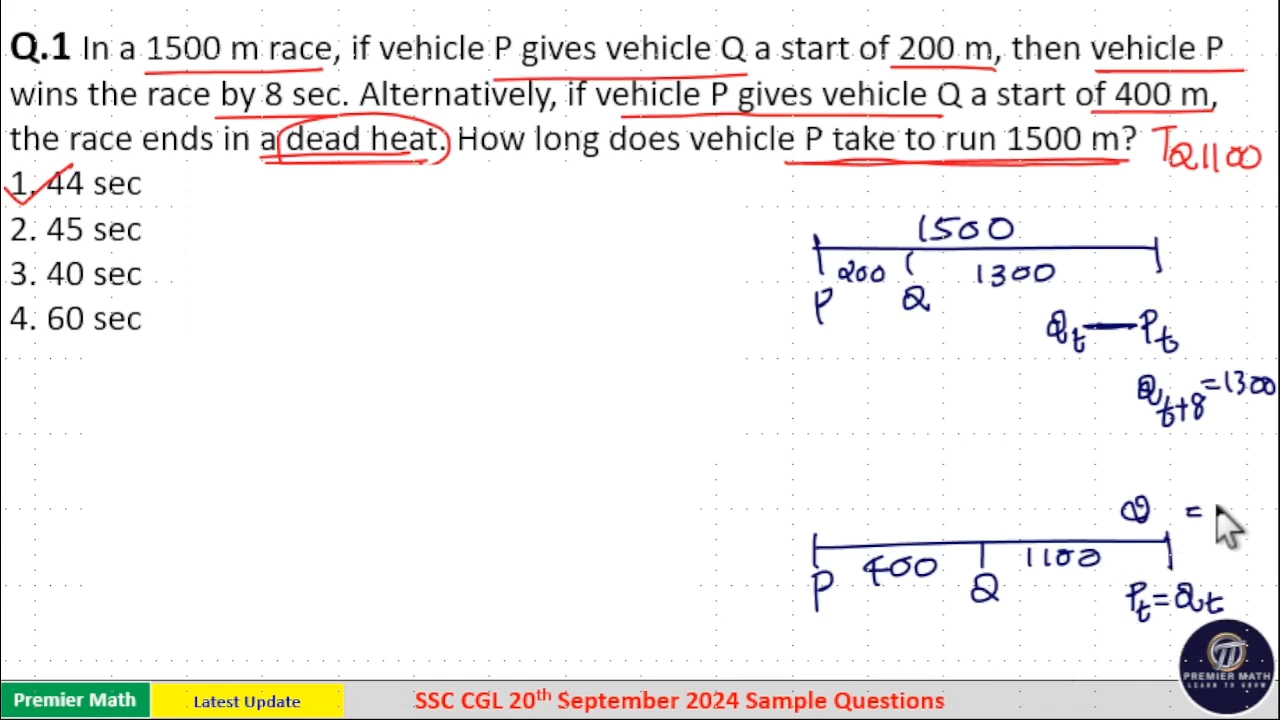 Q.1 In a 1500 m race, if vehicle P gives vehicle Q a start of 200 m, then vehicle P
wins the race by 8 sec. Alternatively, if vehicle P gives vehicle Q a start of 400 m,
the race ends in a dead heat. How long does vehicle P take to run 1500 m? TQ1100
1. 44 sec
2. 45 sec
3. 40 sec
4. 60 sec
1500
200 1300
P Q
Qt — Pt
Qt+8 = 1300
Q =
400 1100
P Q
Pt = Qt
PREMIER MATH
LEARN TO KNOW
Premier Math Latest Update SSC CGL 20th September 2024 Sample Questions